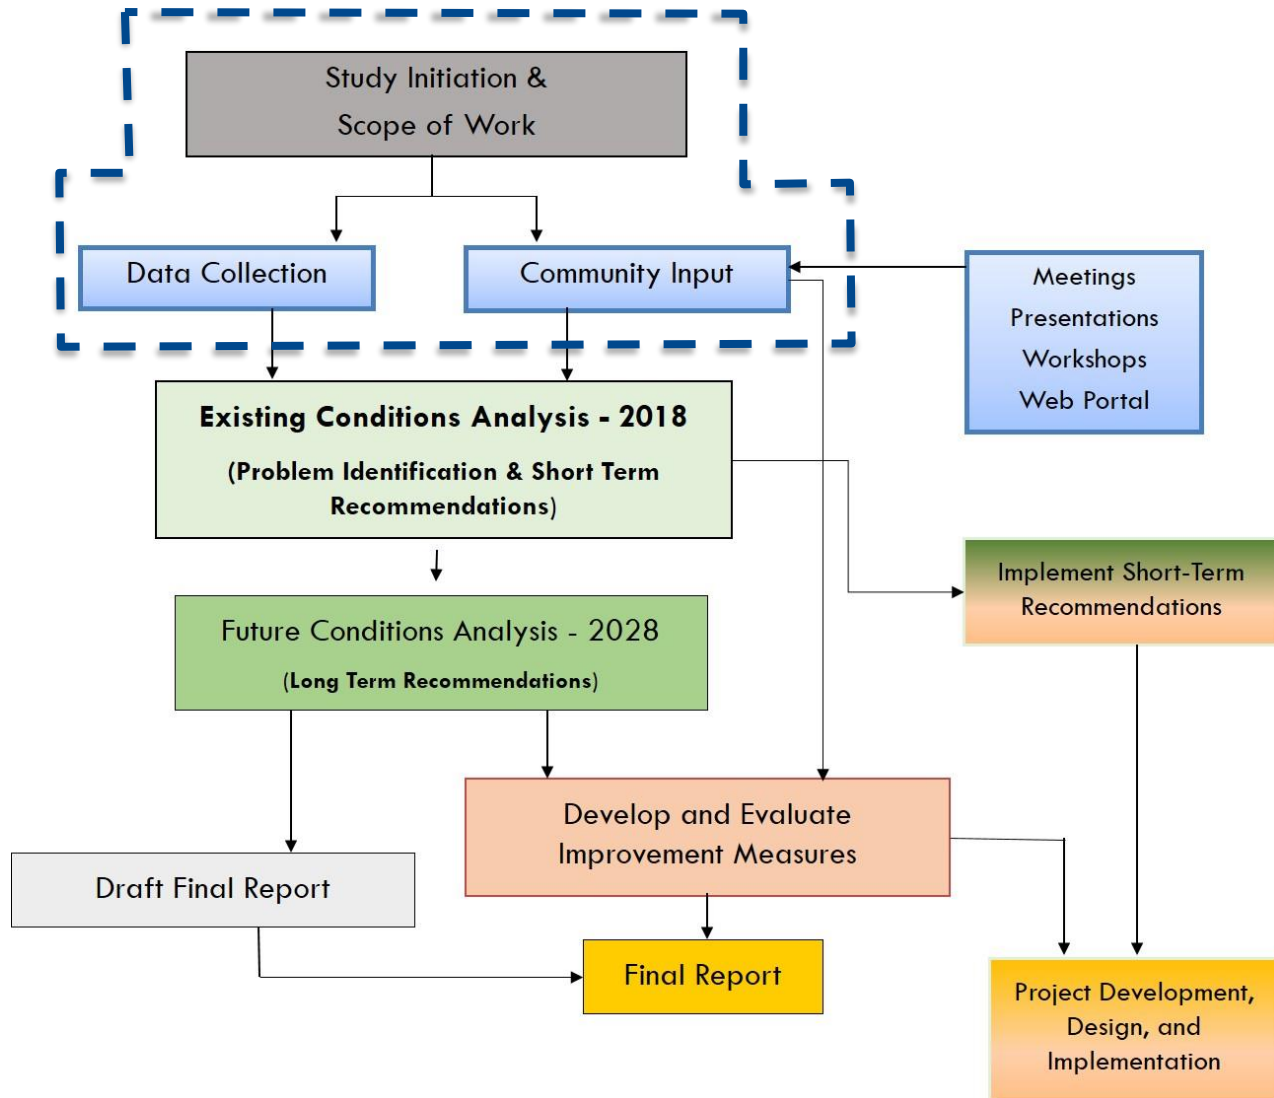 Study Initiation &
Scope of Work
Data Collection
Community Input
Meetings
Presentations
Workshops
Web Portal
Existing Conditions Analysis - 2018
(Problem Identification & Short Term
Recommendations)
Implement Short-Term
Recommendations
Future Conditions Analysis - 2028
(Long Term Recommendations)
Develop and Evaluate
Improvement Measures
Draft Final Report
Final Report
Project Development,
Design, and
Implementation